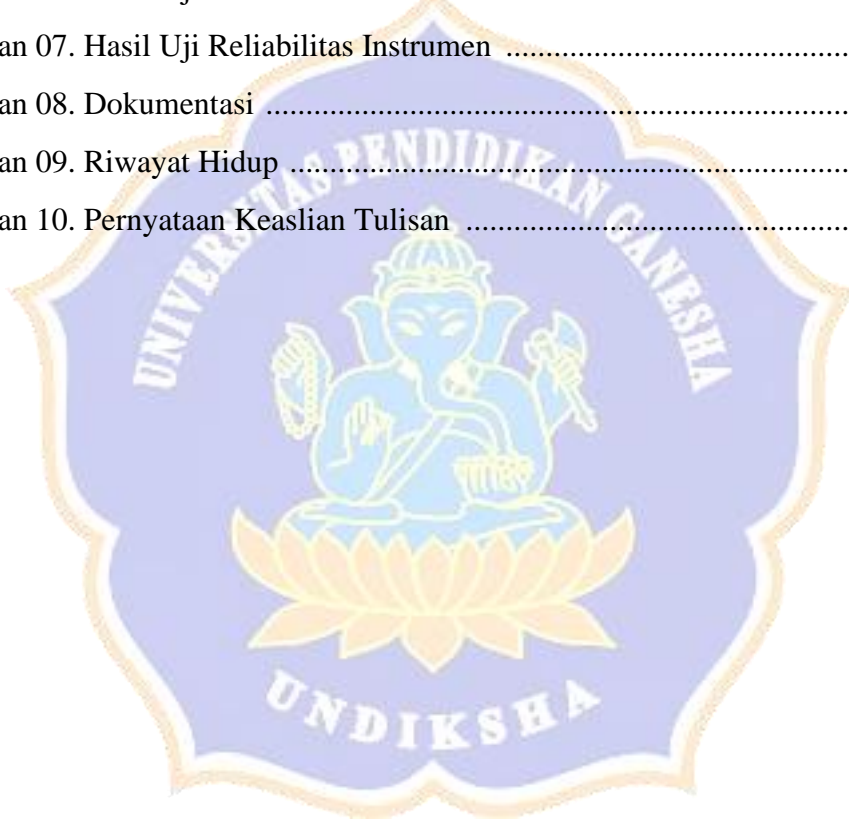 an 07. Hasil Uji Reliabilitas Instrumen ................................................
an 08. Dokumentasi ................................................................................
an 09. Riwayat Hidup .............................................................................
an 10. Pernyataan Keaslian Tulisan .....................................................
UNIVERSITAS PENDIDIKAN GANESHA
UNDIKSHA